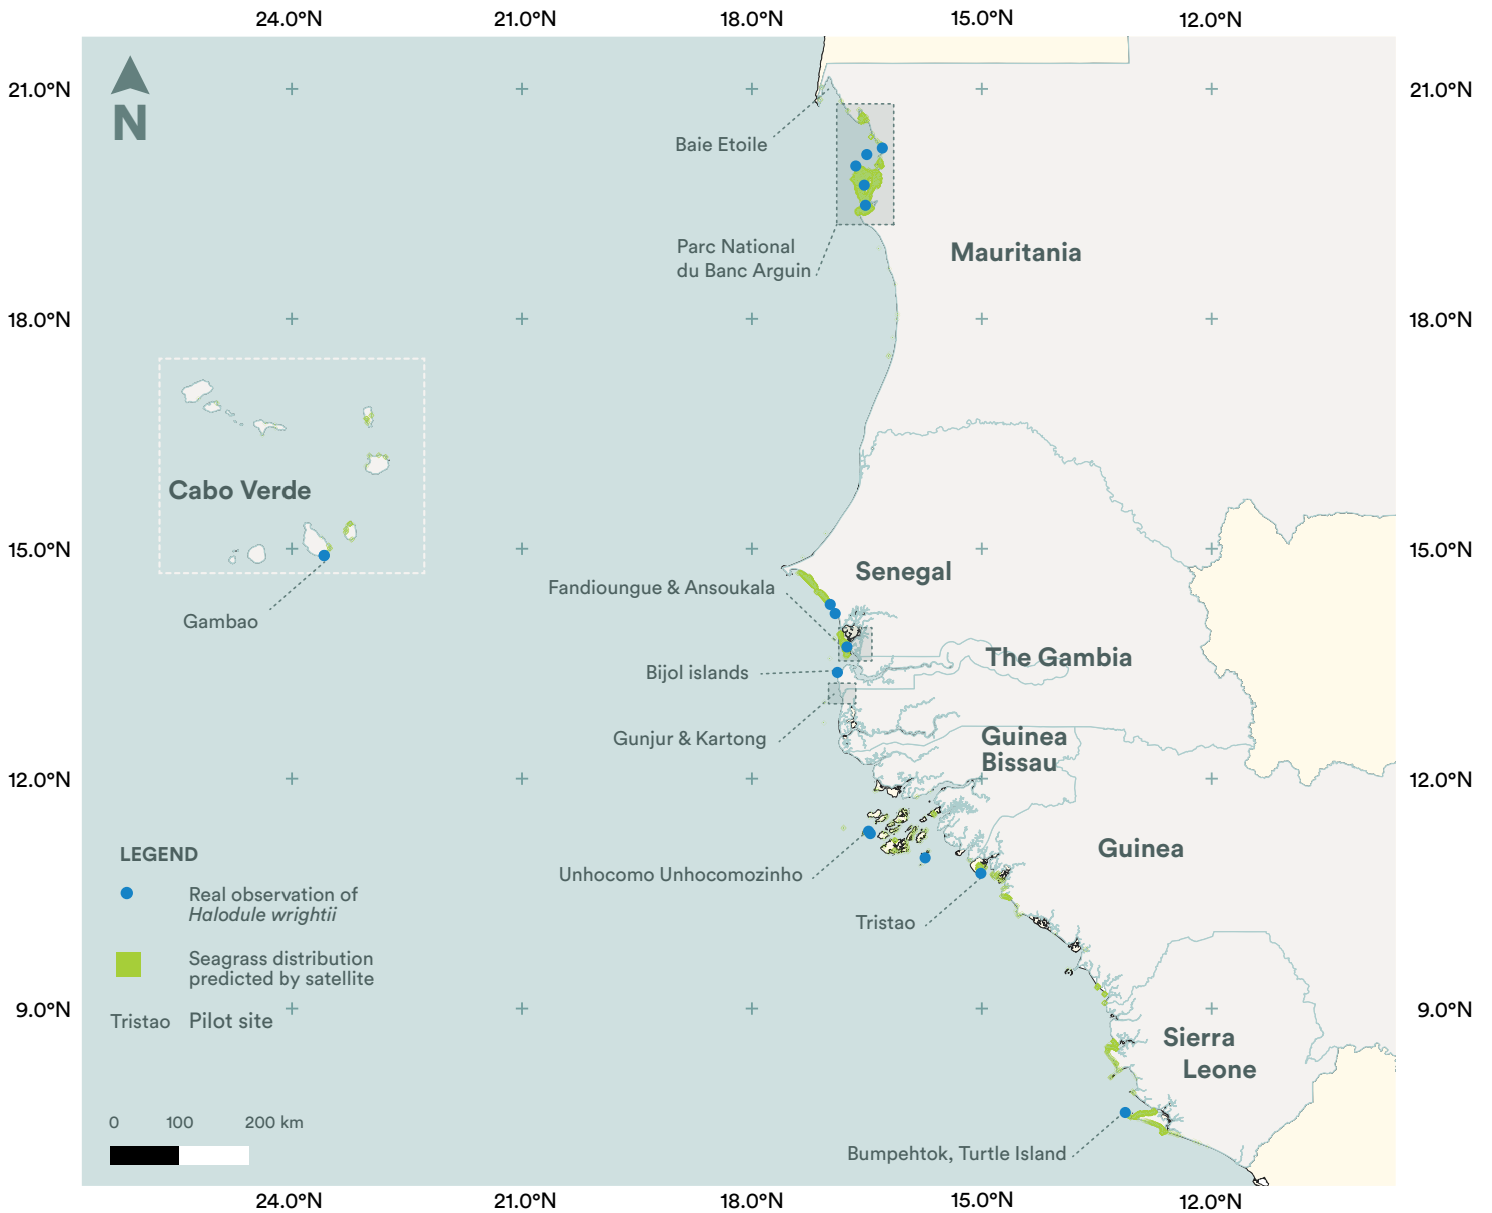 24.0°N
21.0°N
18.0°N
15.0°N
12.0°N
21.0°N
21.0°N
N
Baie Etoile
Parc National
du Banc Arguin
Mauritania
18.0°N
18.0°N
Cabo Verde
15.0°N
15.0°N
Senegal
Fandioungue & Ansoukala
Gambao
The Gambia
Bijol islands
Gunjur & Kartong
Guinea
Bissau
12.0°N
12.0°N
Guinea
LEGEND
Unhocomo Unhocomozinho
Real observation of
Halodule wrightii
Tristao
Seagrass distribution
predicted by satellite
9.0°N
9.0°N
Tristao Pilot site
Sierra
Leone
0 100 200 km
Bumpehtok, Turtle Island
24.0°N
21.0°N
18.0°N
15.0°N
12.0°N